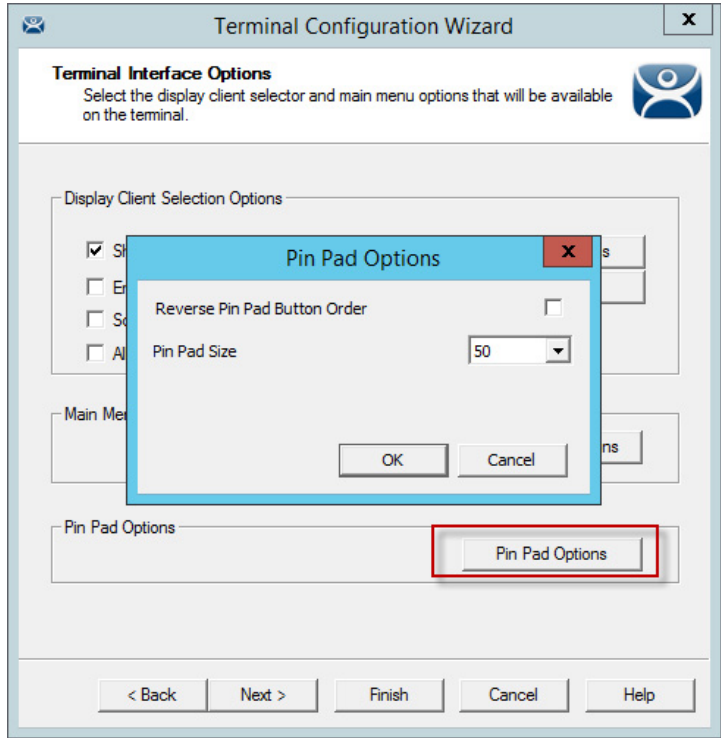 Terminal Configuration Wizard
x
Terminal Interface Options
Select the display client selector and main menu options that will be available
on the terminal.
Display Client Selection Options
Pin Pad Options
x
Reverse Pin Pad Button Order
Pin Pad Size
50
OK
Cancel
Pin Pad Options
Pin Pad Options
< Back
Next >
Finish
Cancel
Help